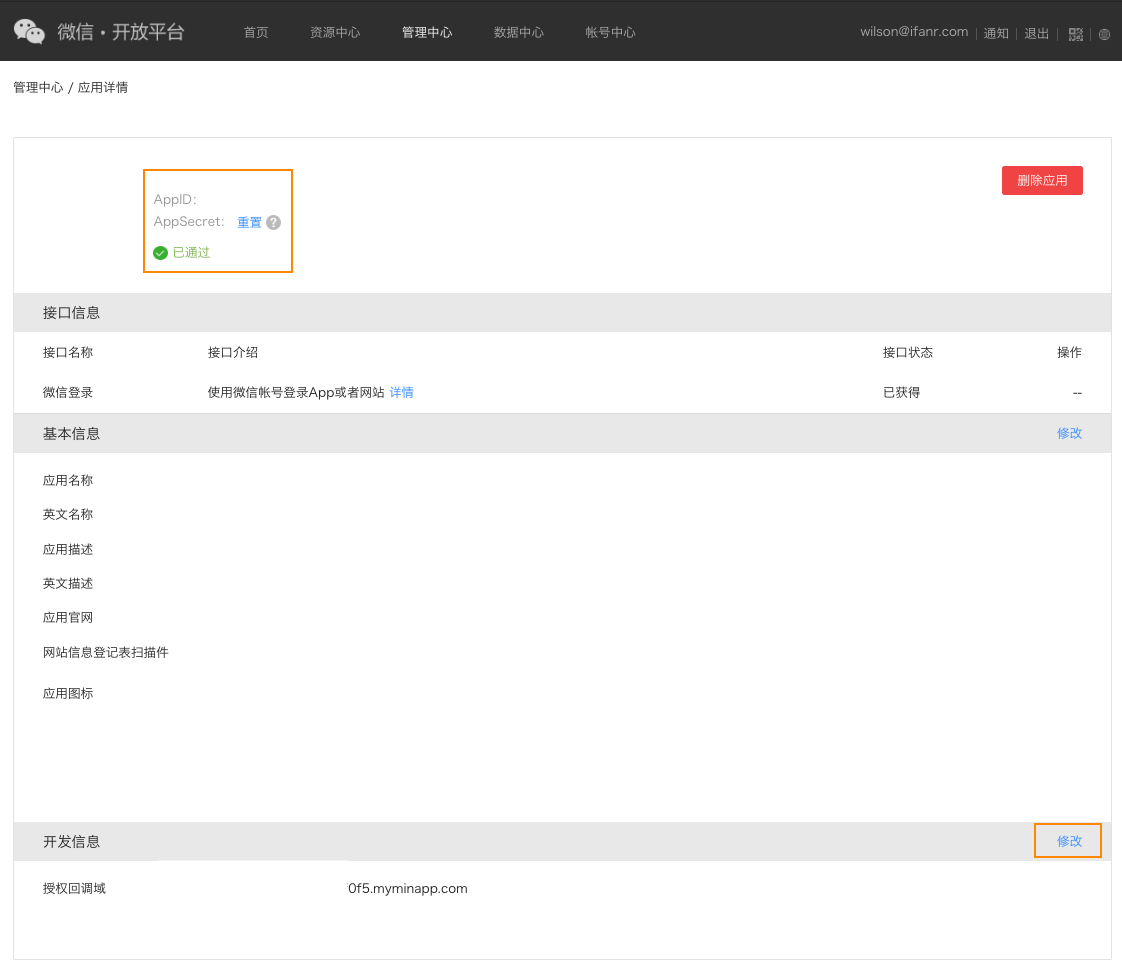 微信·开放平台 首页 资源中心 管理中心 数据中心 帐号中心 wilson@ifanr.com 通知 退出
管理中心 / 应用详情
删除应用
AppID:
AppSecret: 重置 ?
已通过
接口信息
接口名称 接口介绍 接口状态 操作
微信登录 使用微信帐号登录App或者网站 详情 已获得 --
基本信息 修改
应用名称
英文名称
应用描述
英文描述
应用官网
网站信息登记表扫描件
应用图标
开发信息 修改
授权回调域 0f5.myminapp.com